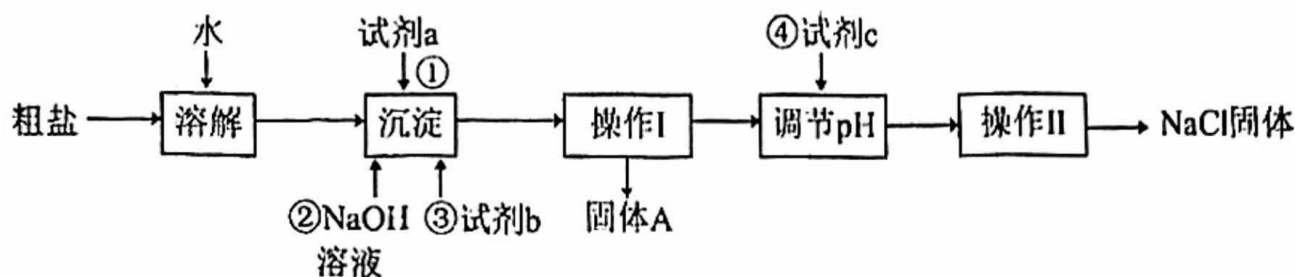 水
试剂a
①
④试剂c
粗盐
溶解
沉淀
操作I
调节pH
操作II
NaCl固体
②NaOH
溶液
③试剂b
固体A